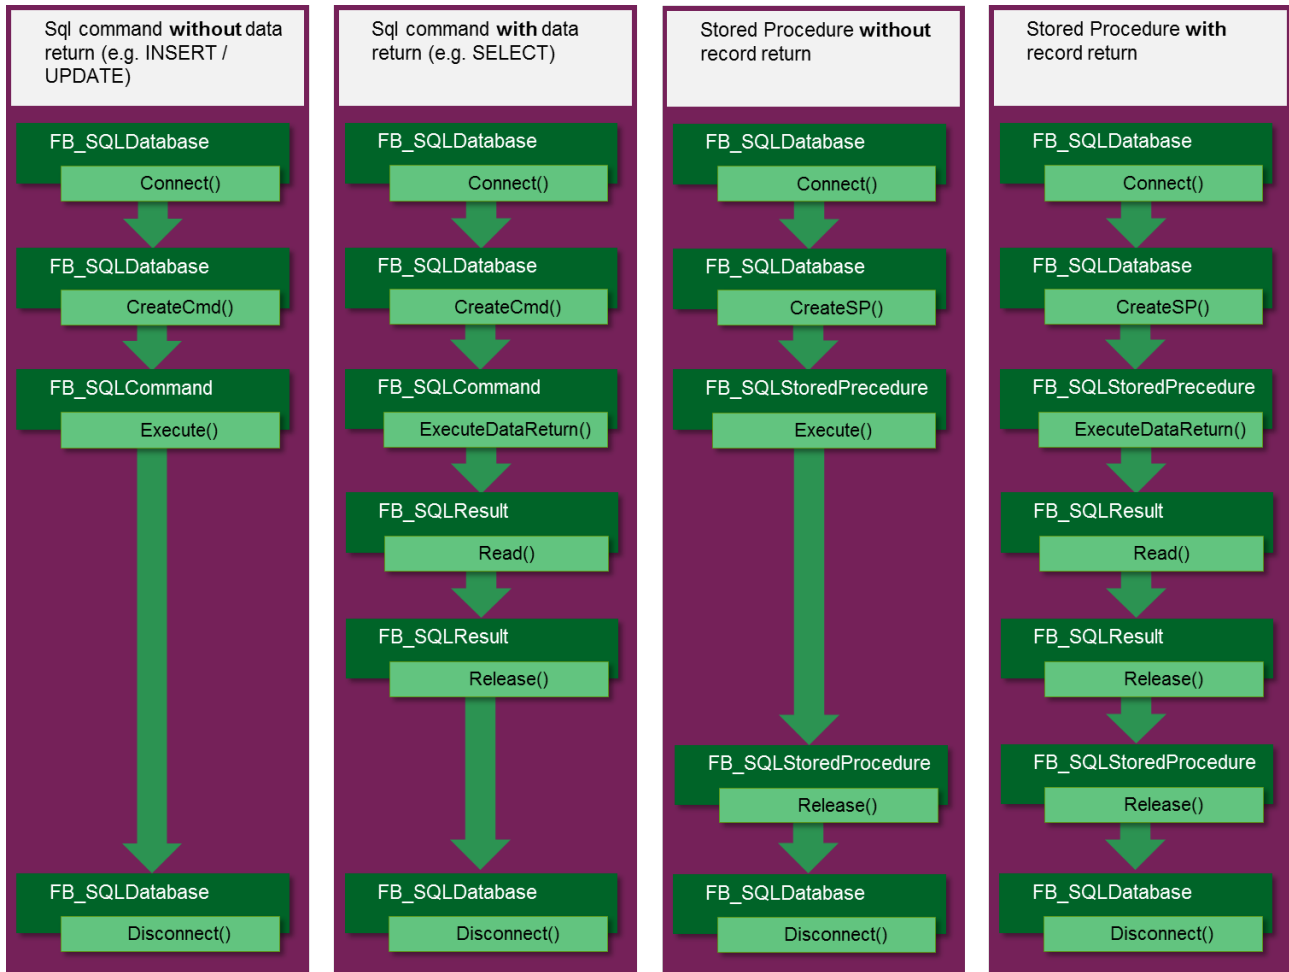 Sql command without data
return (e.g. INSERT /
UPDATE)
FB_SQLDatabase
Connect()
FB_SQLDatabase
CreateCmd()
FB_SQLCommand
Execute()
FB_SQLDatabase
Disconnect()
Sql command with data
return (e.g. SELECT)
FB_SQLDatabase
Connect()
FB_SQLDatabase
CreateCmd()
FB_SQLCommand
ExecuteDataReturn()
FB_SQLResult
Read()
FB_SQLResult
Release()
FB_SQLDatabase
Disconnect()
Stored Procedure without
record return
FB_SQLDatabase
Connect()
FB_SQLDatabase
CreateSP()
FB_SQLStoredPrecedure
Execute()
FB_SQLStoredProcedure
Release()
FB_SQLDatabase
Disconnect()
Stored Procedure with
record return
FB_SQLDatabase
Connect()
FB_SQLDatabase
CreateSP()
FB_SQLStoredPrecedure
ExecuteDataReturn()
FB_SQLResult
Read()
FB_SQLResult
Release()
FB_SQLStoredProcedure
Release()
FB_SQLDatabase
Disconnect()